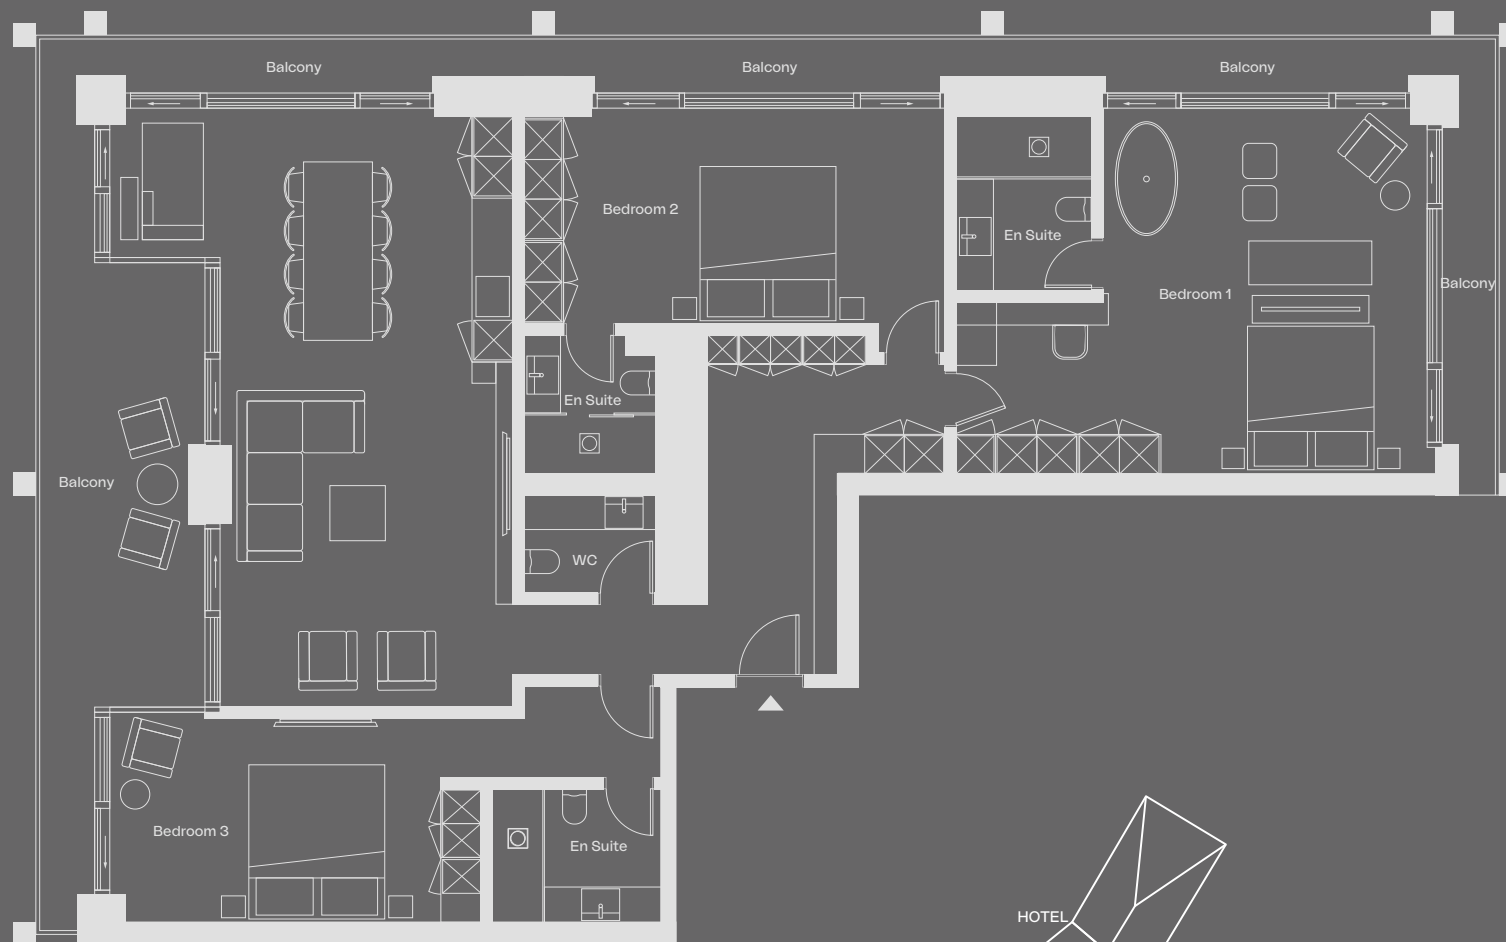 Balcony
Balcony
Balcony
Bedroom 2
En Suite
Balcony
Bedroom 1
En Suite
Balcony
WC
Bedroom 3
En Suite
HOTEL